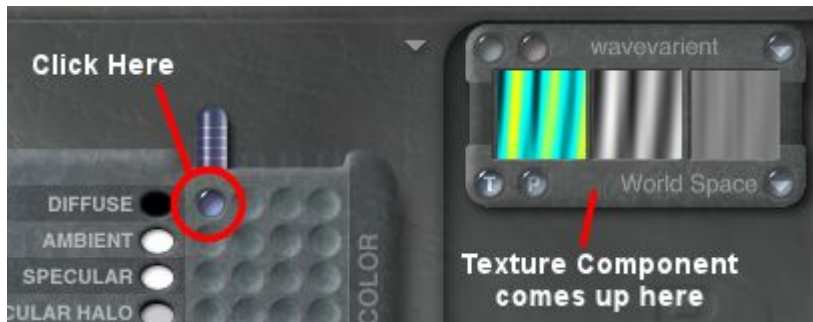 Click Here
wavevarient
T P World Space
DIFFUSE
AMBIENT
SPECULAR
CULAR HALO
COLOR
Texture Component
comes up here